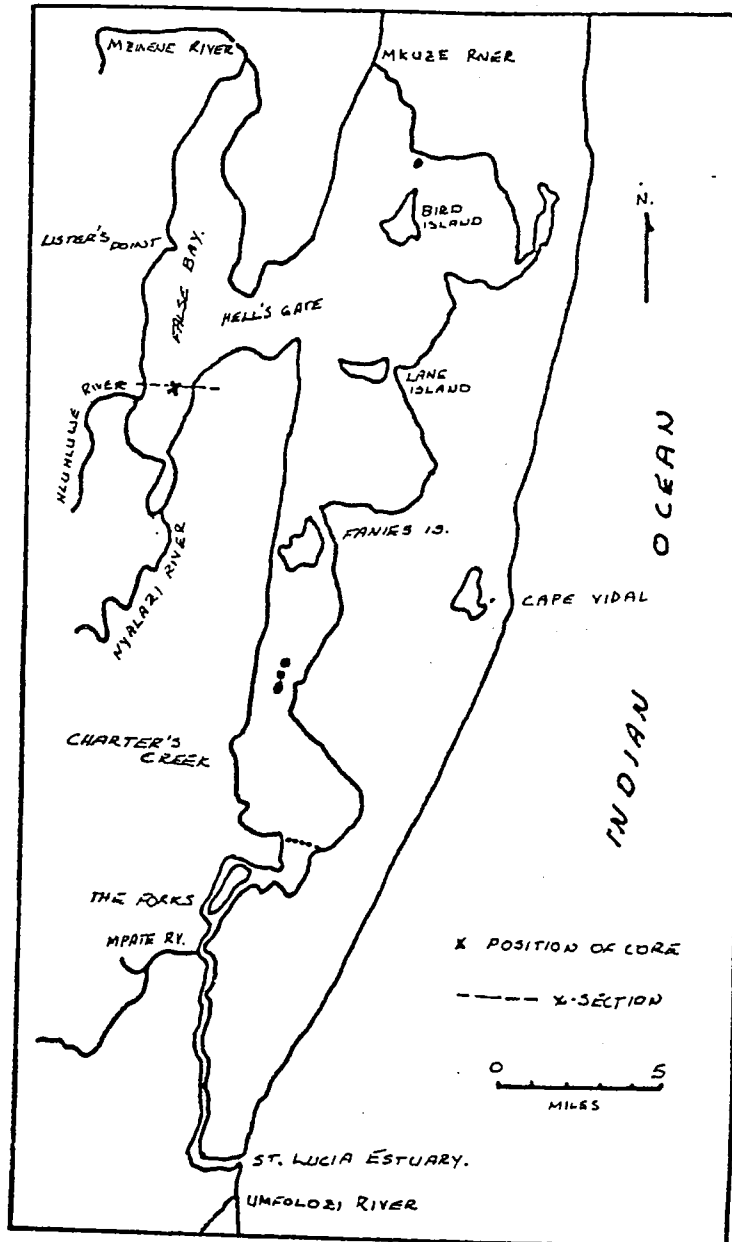 MZINENE RIVER
MKUZE RIVER
N.
BIRD
ISLAND
LISTER'S POINT
FALSE BAY.
HELL'S GATE
LANE
ISLAND
HLUHLUWE RIVER
OCEAN
FANIES IS.
NYALAZI RIVER
CAPE VIDAL
CHARTER'S
CREEK
INDIAN
THE FORKS
MPATE RV.
x POSITION OF CORE
X-SECTION
0 5
MILES
ST. LUCIA ESTUARY.
UMFOLOZI RIVER